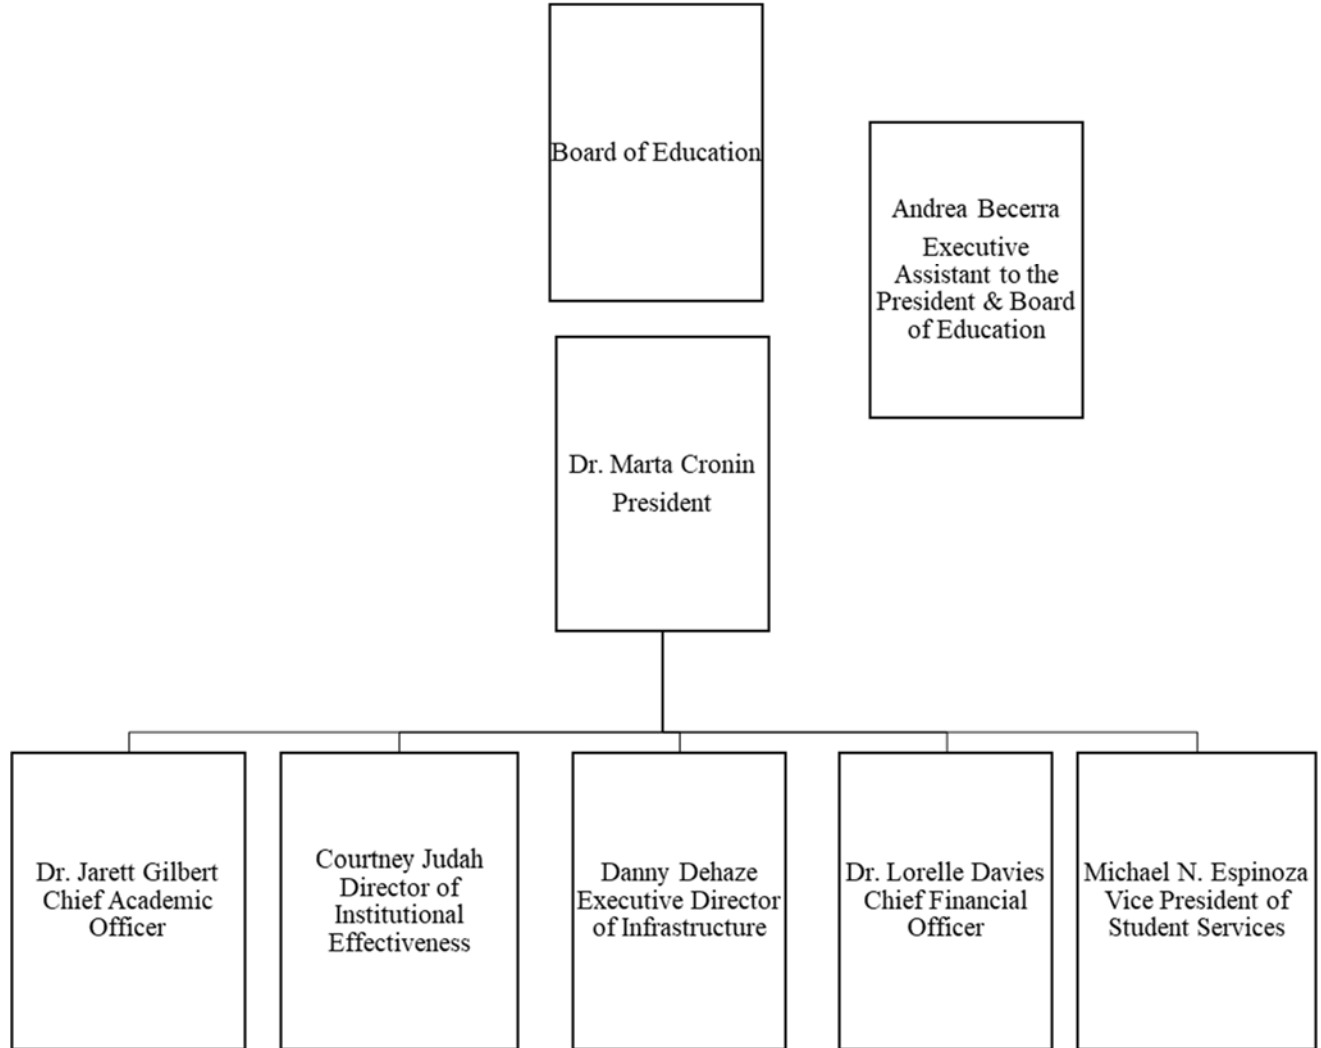 Board of Education
Andrea Becerra
Executive
Assistant to the
President & Board
of Education
Dr. Marta Cronin
President
Dr. Jarett Gilbert
Chief Academic
Officer
Courtney Judah
Director of
Institutional
Effectiveness
Danny Dehaze
Executive Director
of Infrastructure
Dr. Lorelle Davies
Chief Financial
Officer
Michael N. Espinoza
Vice President of
Student Services